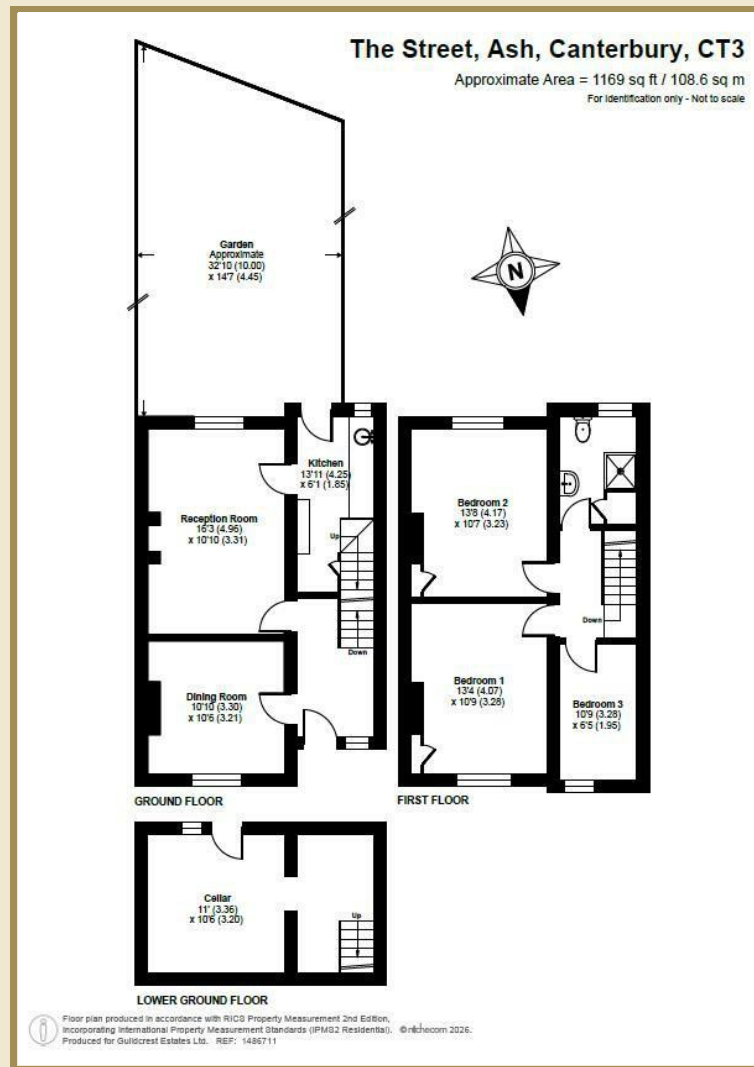 The Street, Ash, Canterbury, CT3
Approximate Area = 1169 sq ft / 108.6 sq m
For identification only - Not to scale
Garden
Approximate
32'10 (10.00)
x 14'7 (4.45)
N
Kitchen
13'11 (4.25)
x 6'1 (1.85)
Reception Room
16'3 (4.96)
x 10'10 (3.31)
Up
Down
Dining Room
10'10 (3.30)
x 10'6 (3.21)
GROUND FLOOR
Bedroom 2
13'8 (4.17)
x 10'7 (3.23)
Down
Bedroom 1
13'4 (4.07)
x 10'9 (3.28)
Bedroom 3
10'9 (3.28)
x 6'5 (1.95)
FIRST FLOOR
Cellar
11' (3.36)
x 10'6 (3.20)
Up
LOWER GROUND FLOOR
Floor plan produced in accordance with RICS Property Measurement 2nd Edition,
Incorporating International Property Measurement Standards (IPMS2 Residential). ©nichecom 2026.
Produced for Guildcrest Estates Ltd. REF: 1486711